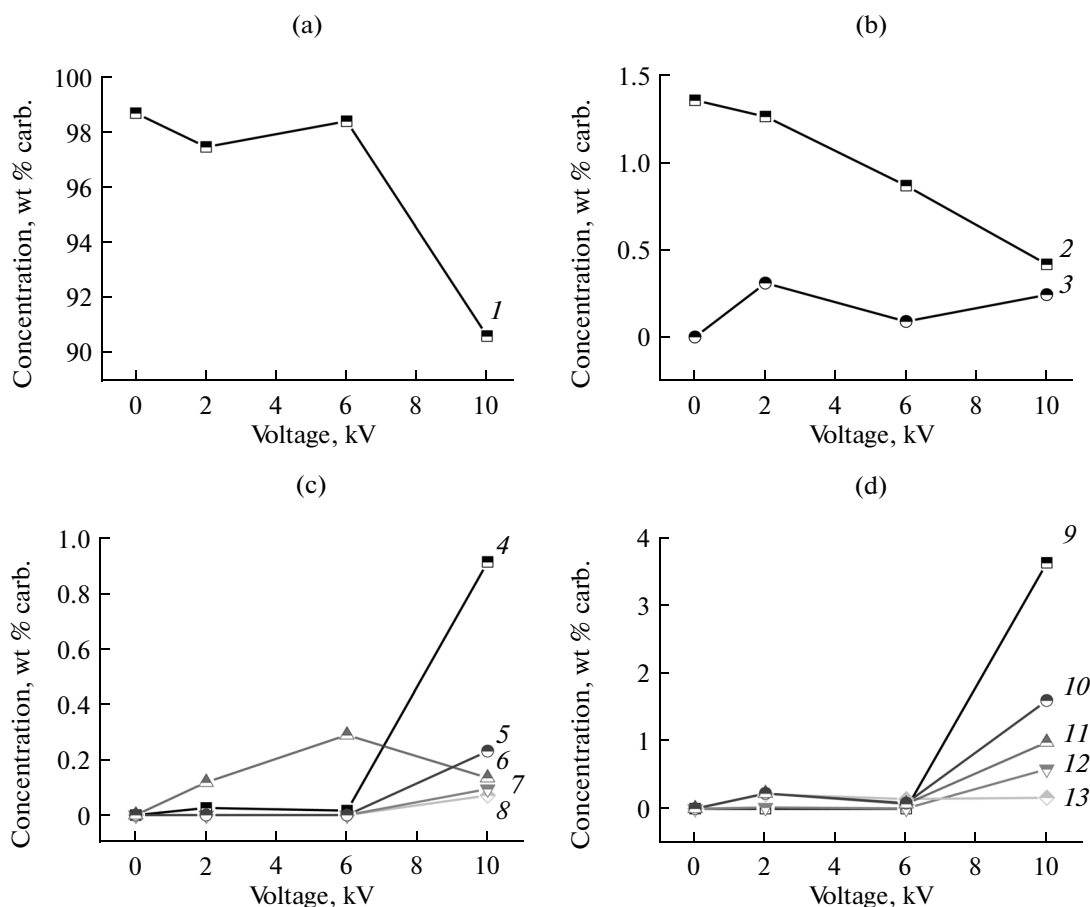 (a)
100
98
96
94
92
90
Concentration, wt % carb.
1
0 2 4 6 8 10
Voltage, kV
(b)
1.5
1.0
0.5
0
Concentration, wt % carb.
2
3
0 2 4 6 8 10
Voltage, kV
(c)
1.0
0.8
0.6
0.4
0.2
0
Concentration, wt % carb.
4
5
6
7
8
0 2 4 6 8 10
Voltage, kV
(d)
4
3
2
1
0
Concentration, wt % carb.
9
10
11
12
13
0 2 4 6 8 10
Voltage, kV